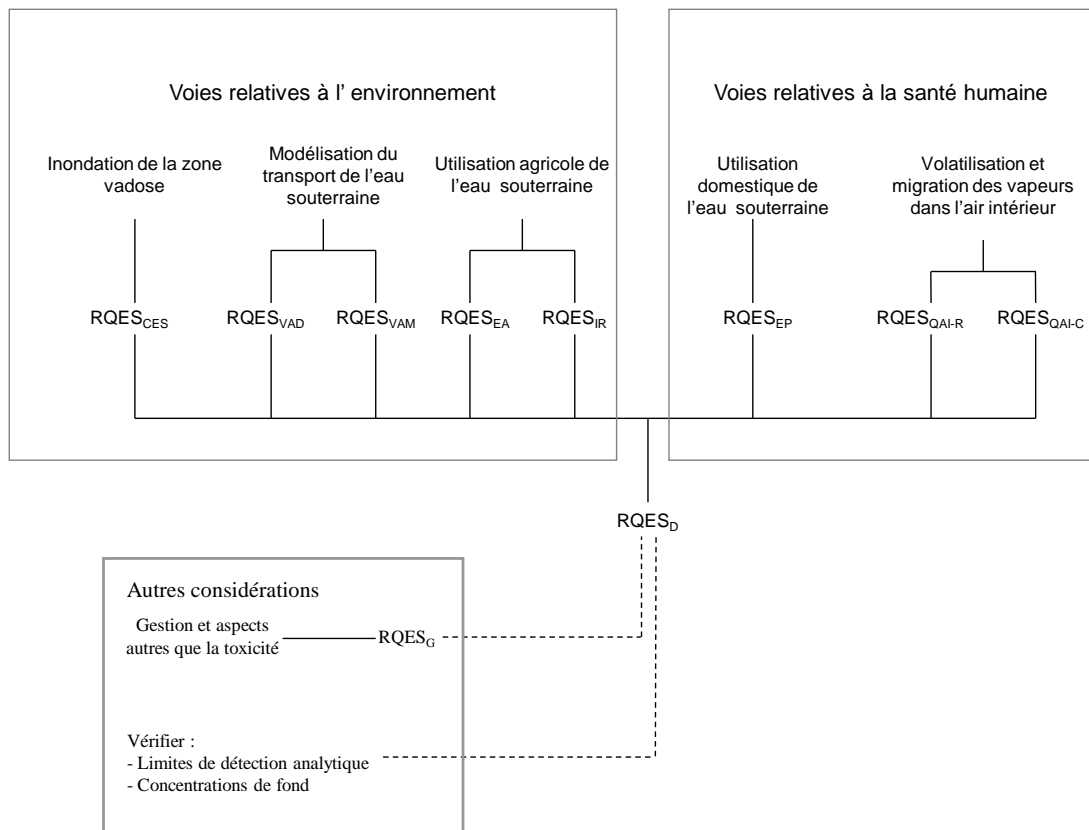 Voies relatives à l' environnement
Voies relatives à la santé humaine
Inondation de la zone
vadose
Modélisation du
transport de l'eau
souterraine
Utilisation agricole de
l'eau souterraine
Utilisation
domestique de
l'eau souterraine
Volatilisation et
migration des vapeurs
dans l'air intérieur
RQES_CES
RQES_VAD
RQES_VAM
RQES_EA
RQES_IR
RQES_EP
RQES_QAI-R
RQES_QAI-C
RQES_D
Autres considérations
Gestion et aspects
autres que la toxicité
RQES_G
Vérifier :
- Limites de détection analytique
- Concentrations de fond